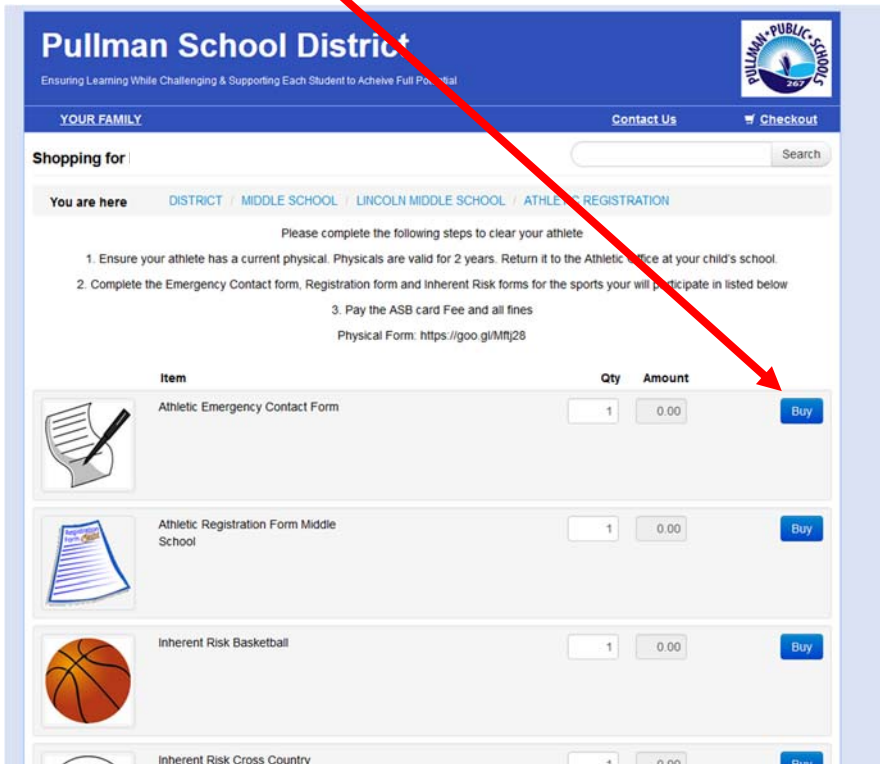 Pullman School District
PULLMAN·PUBLIC·SCHOOLS
267
Ensuring Learning While Challenging & Supporting Each Student to Acheive Full Potential
YOUR FAMILY Contact Us Checkout
Shopping for Search
You are here DISTRICT / MIDDLE SCHOOL / LINCOLN MIDDLE SCHOOL / ATHLETIC REGISTRATION
Please complete the following steps to clear your athlete
1. Ensure your athlete has a current physical. Physicals are valid for 2 years. Return it to the Athletic Office at your child's school.
2. Complete the Emergency Contact form, Registration form and Inherent Risk forms for the sports your will participate in listed below
3. Pay the ASB card Fee and all fines
Physical Form: https://goo.gl/Mftj28
Item Qty Amount
Athletic Emergency Contact Form 1 0.00 Buy
Registration Form
Athletic Registration Form Middle 1 0.00 Buy
School
Inherent Risk Basketball 1 0.00 Buy
Inherent Risk Cross Country 1 0.00 Buy